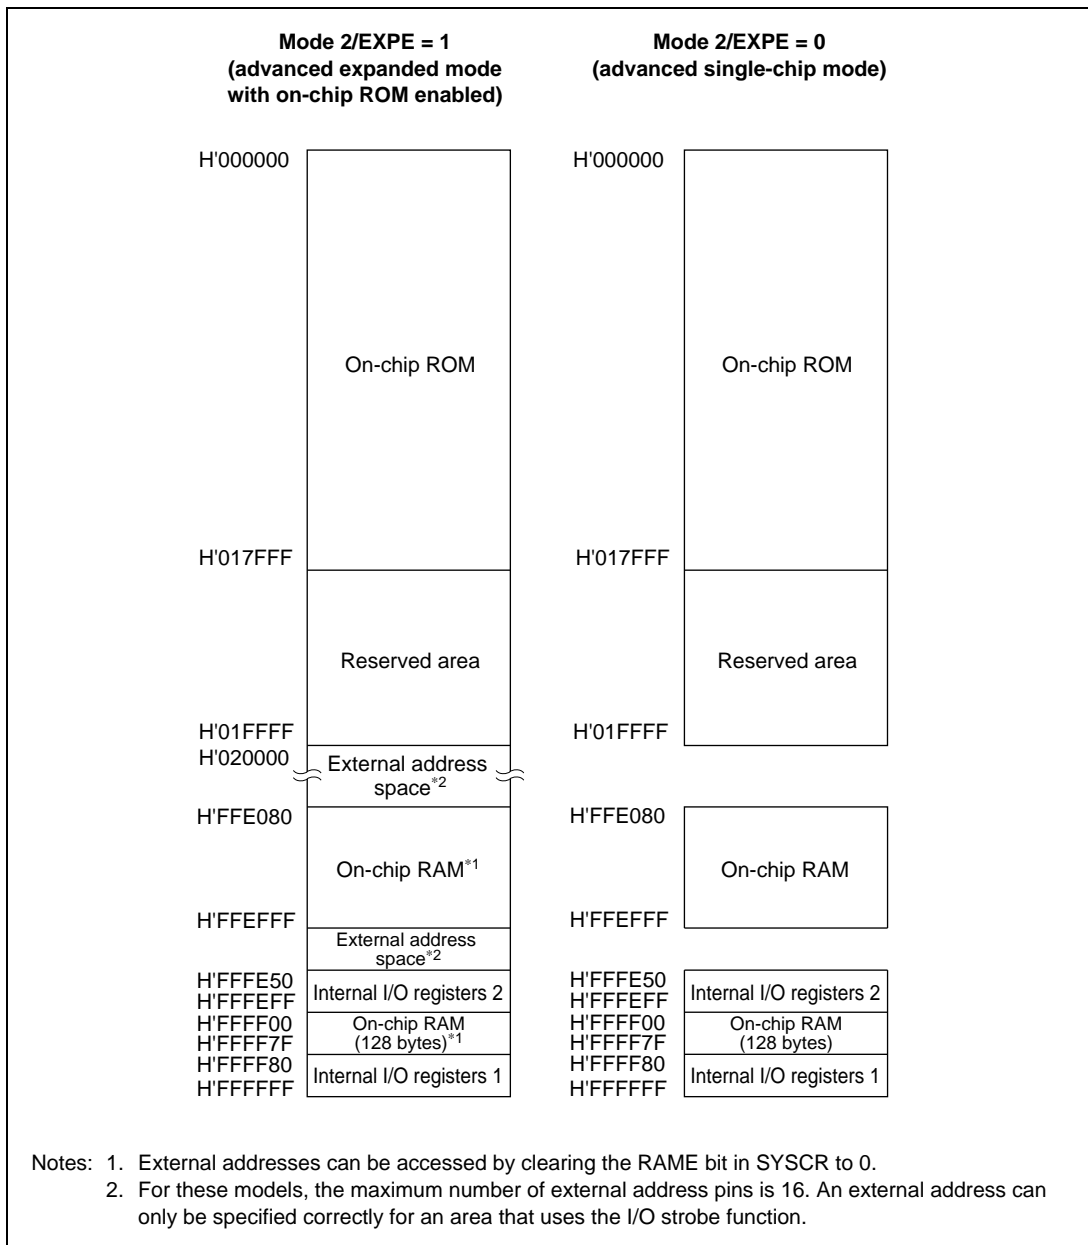 Mode 2/EXPE = 1
(advanced expanded mode
with on-chip ROM enabled)
H'000000
On-chip ROM
H'017FFF
Reserved area
H'01FFFF
H'020000
External address
space*2
H'FFE080
On-chip RAM*1
H'FFEFFF
External address
space*2
H'FFFE50
Internal I/O registers 2
H'FFFEFF
H'FFFF00
On-chip RAM
(128 bytes)*1
H'FFFF7F
H'FFFF80
Internal I/O registers 1
H'FFFFFF
Mode 2/EXPE = 0
(advanced single-chip mode)
H'000000
On-chip ROM
H'017FFF
Reserved area
H'01FFFF
H'FFE080
On-chip RAM
H'FFEFFF
H'FFFE50
Internal I/O registers 2
H'FFFEFF
H'FFFF00
On-chip RAM
(128 bytes)
H'FFFF7F
H'FFFF80
Internal I/O registers 1
H'FFFFFF
Notes: 1. External addresses can be accessed by clearing the RAME bit in SYSCR to 0.
2. For these models, the maximum number of external address pins is 16. An external address can
only be specified correctly for an area that uses the I/O strobe function.